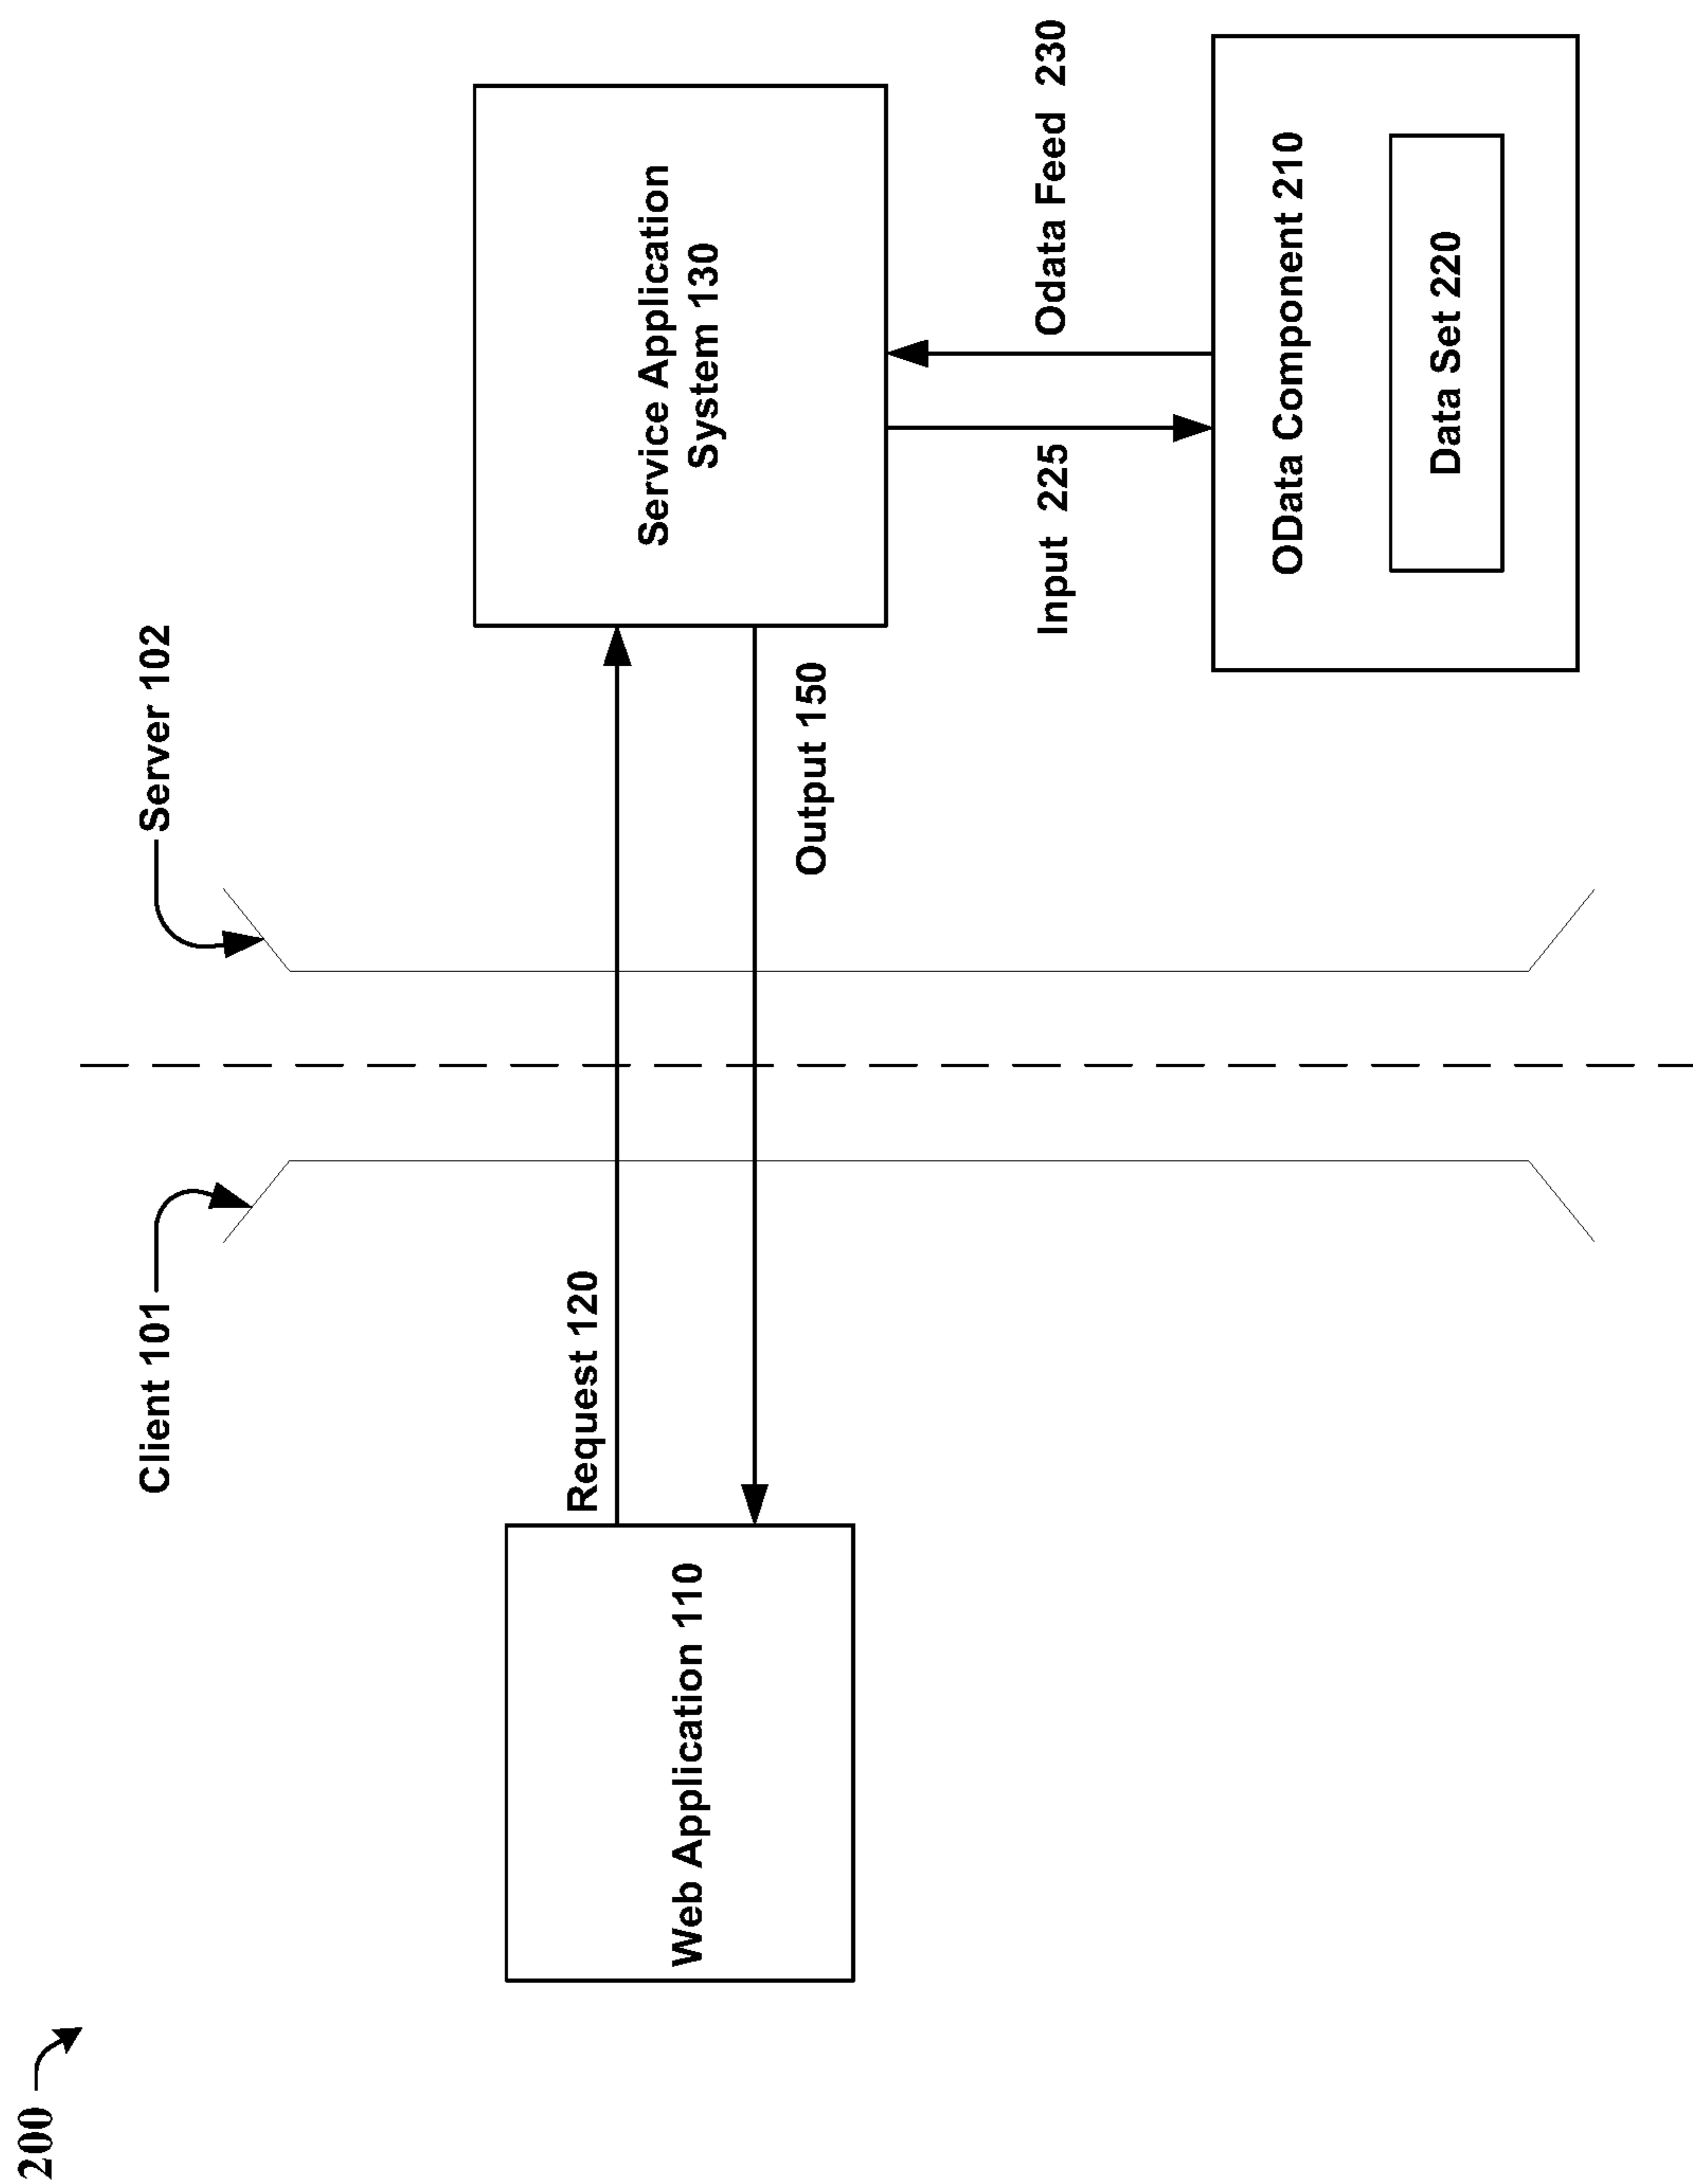 200
Client 101
Server 102
Request 120
Web Application 110
Service Application
System 130
Output 150
Input  225
Odata Feed  230
OData Component 210
Data Set 220